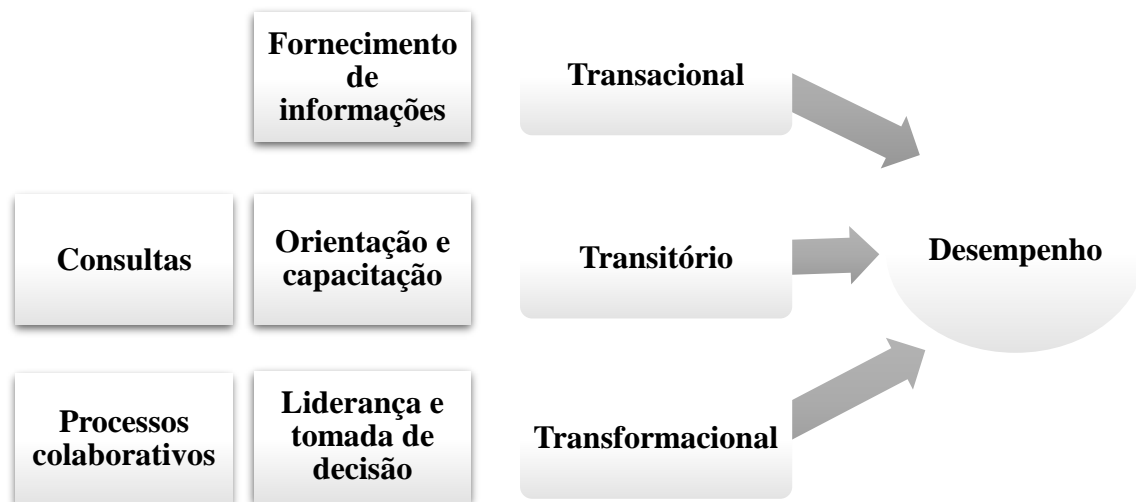 Fornecimento
de
informações
Transacional
Consultas
Orientação e
capacitação
Transitório
Desempenho
Processos
colaborativos
Liderança e
tomada de
decisão
Transformacional